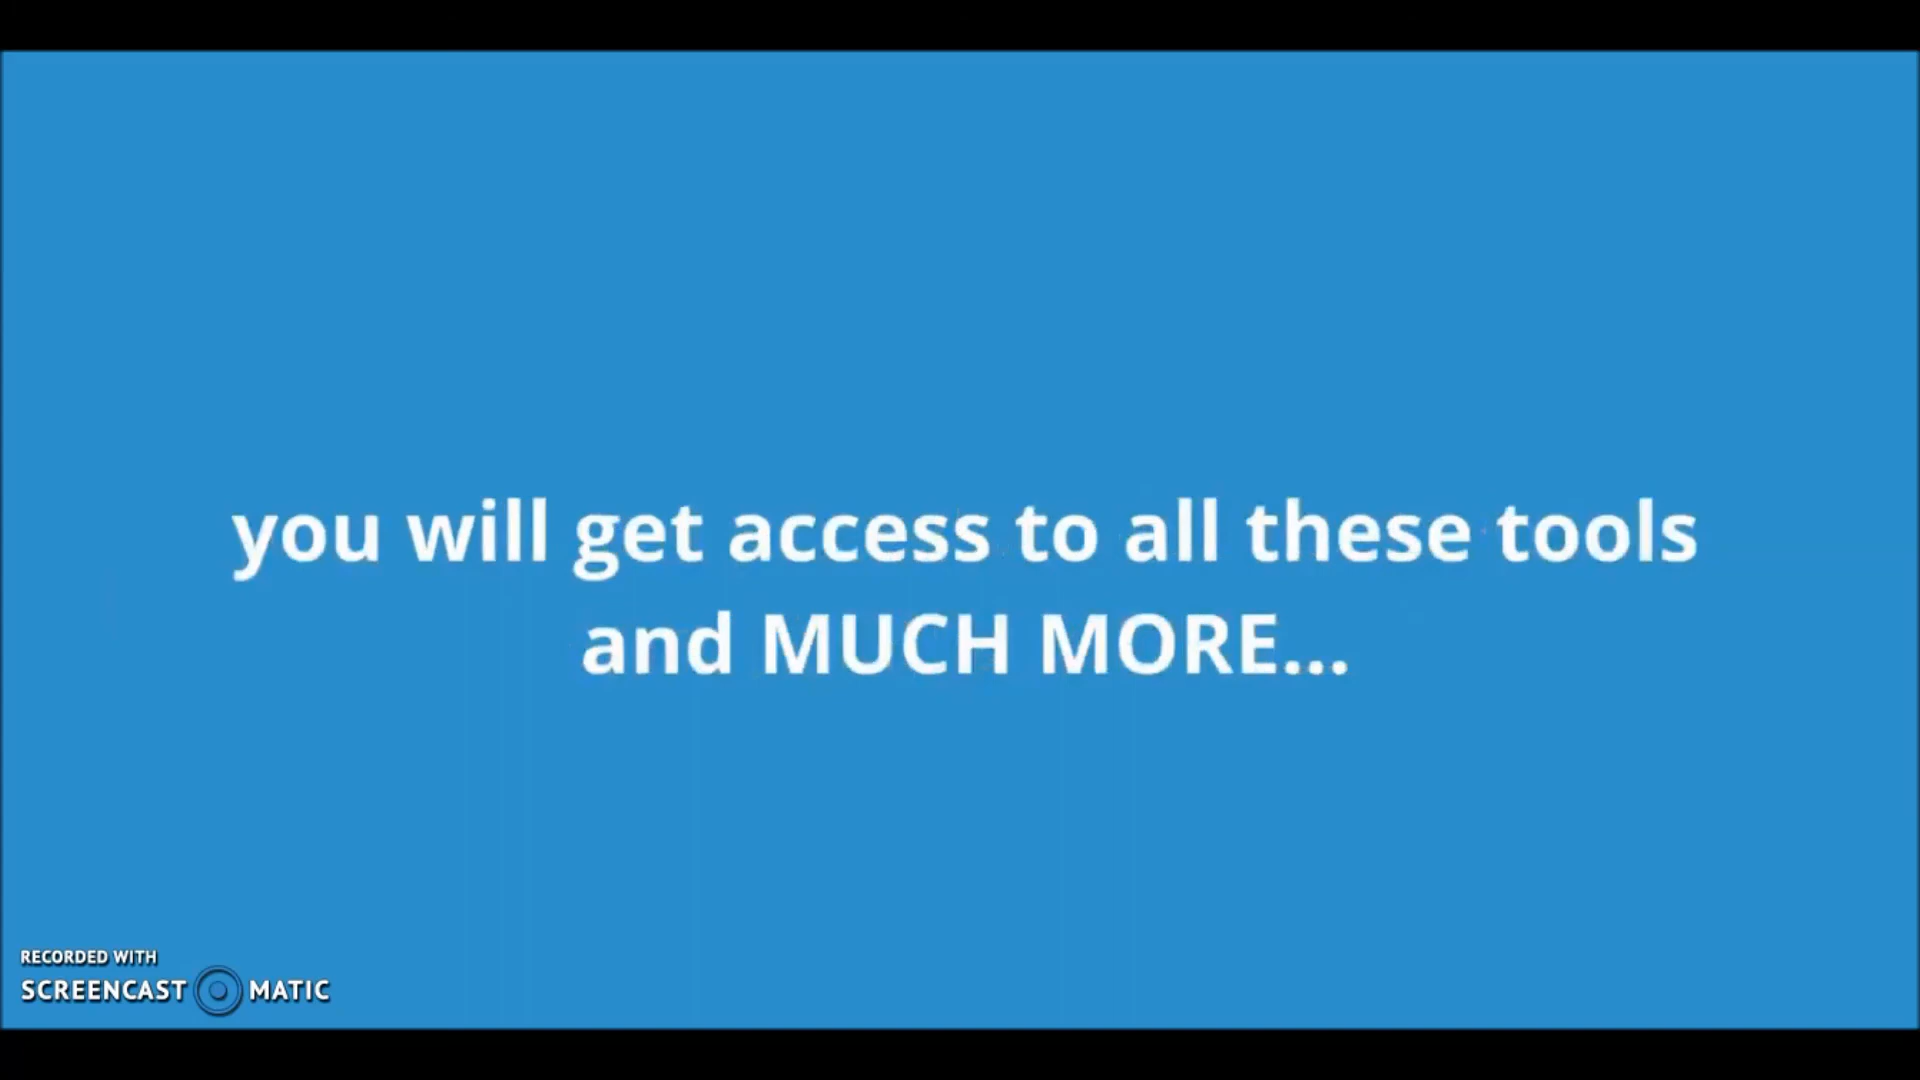 you will get access to all these tools
and MUCH MORE...
RECORDED WITH
SCREENCAST MATIC